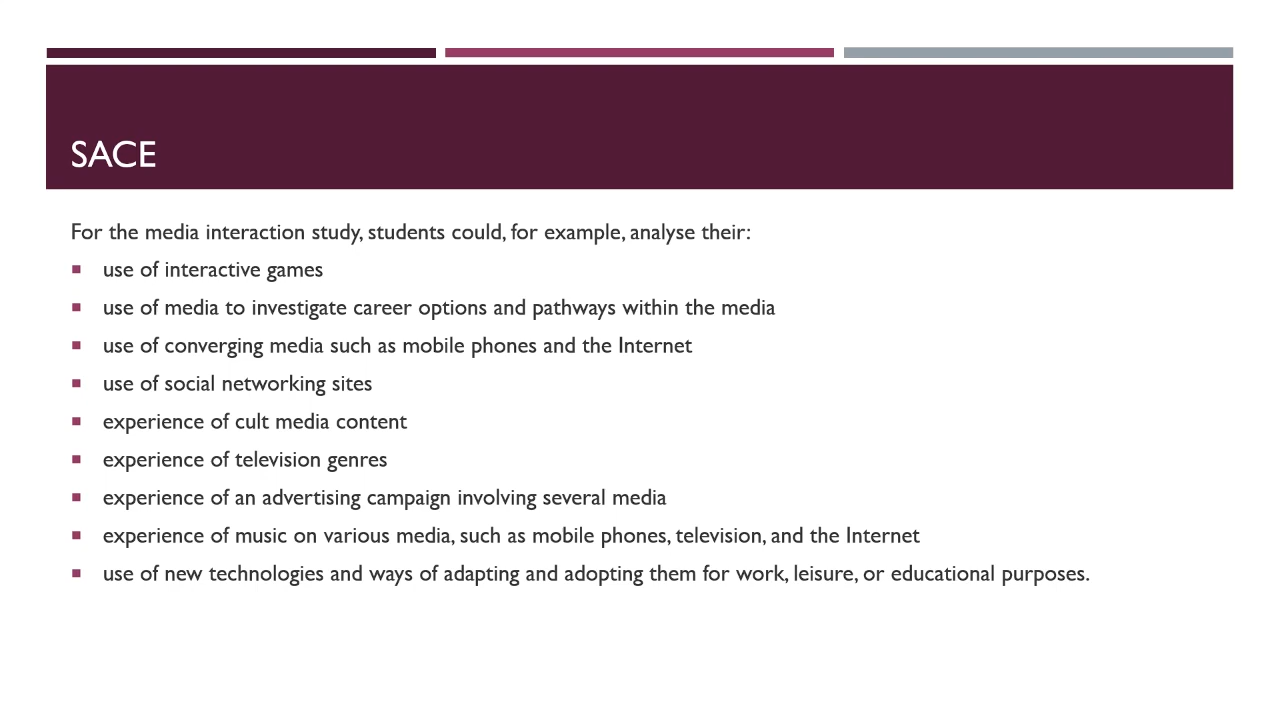 SACE
For the media interaction study, students could, for example, analyse their:
▪ use of interactive games
▪ use of media to investigate career options and pathways within the media
▪ use of converging media such as mobile phones and the Internet
▪ use of social networking sites
▪ experience of cult media content
▪ experience of television genres
▪ experience of an advertising campaign involving several media
▪ experience of music on various media, such as mobile phones, television, and the Internet
▪ use of new technologies and ways of adapting and adopting them for work, leisure, or educational purposes.